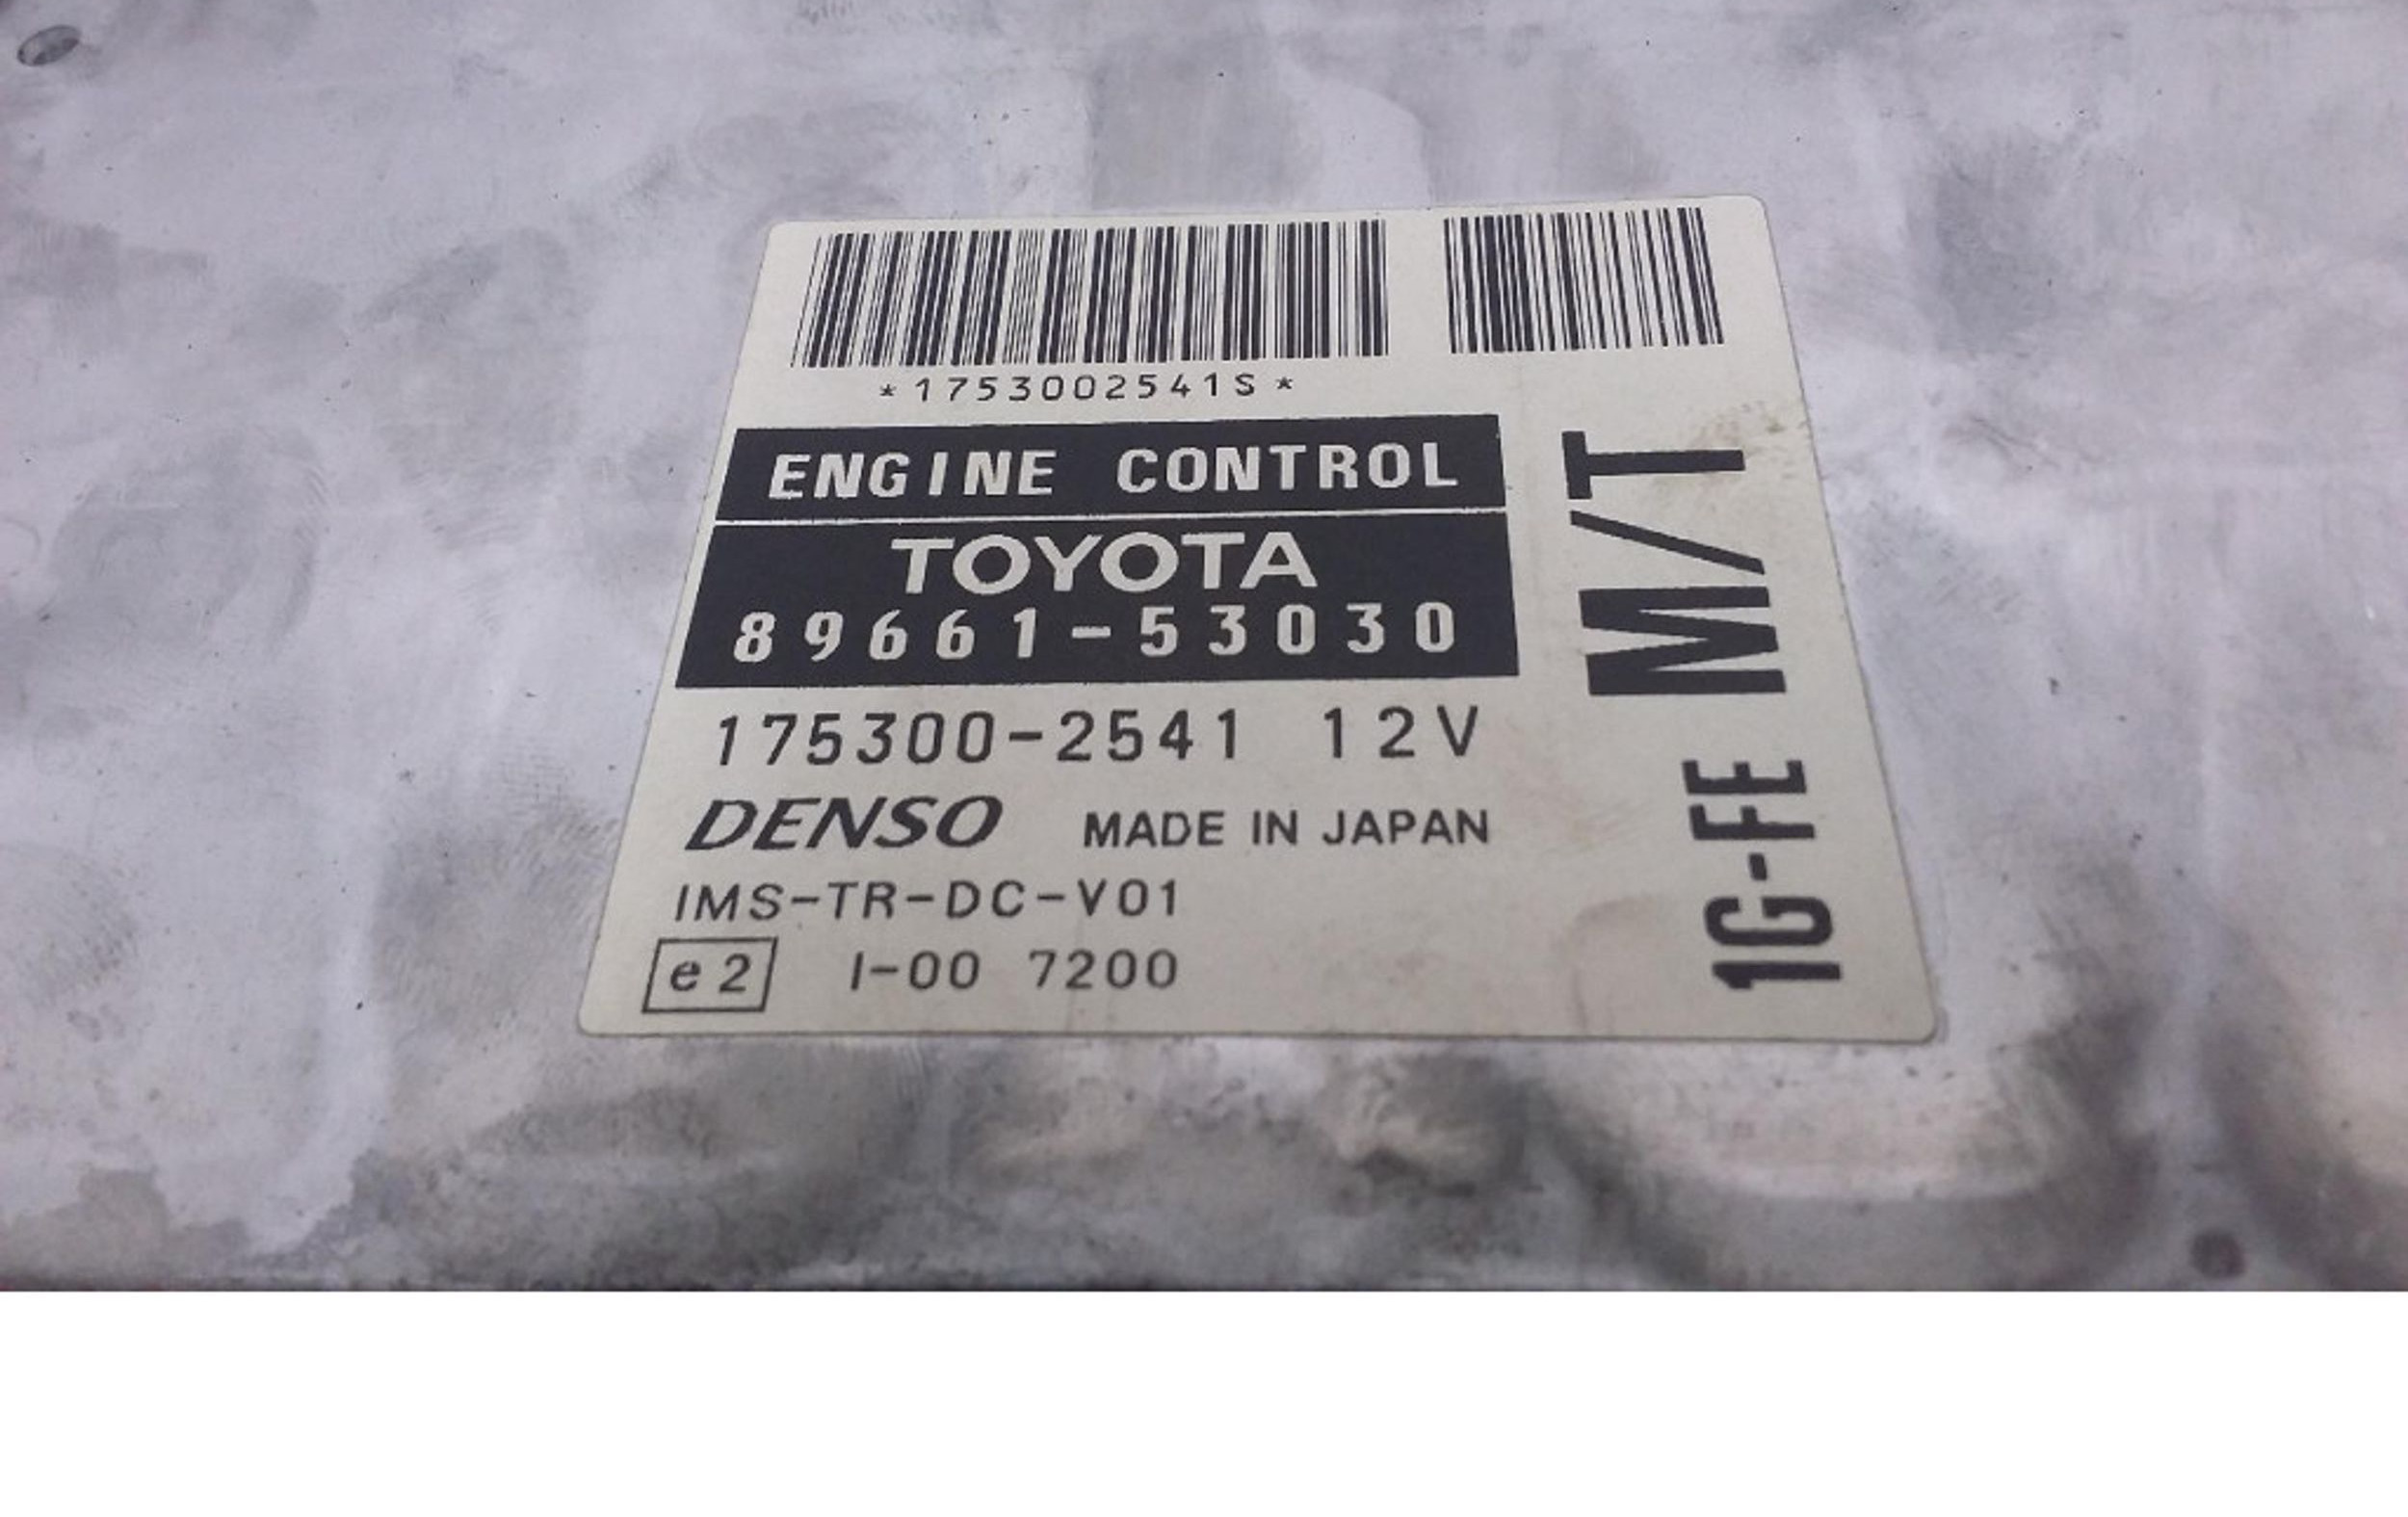 *1753002541S*
ENGINE CONTROL
TOYOTA
89661-53030
175300-2541 12V
DENSO MADE IN JAPAN
IMS-TR-DC-V01
e2 I-00 7200
1G-FE M/T